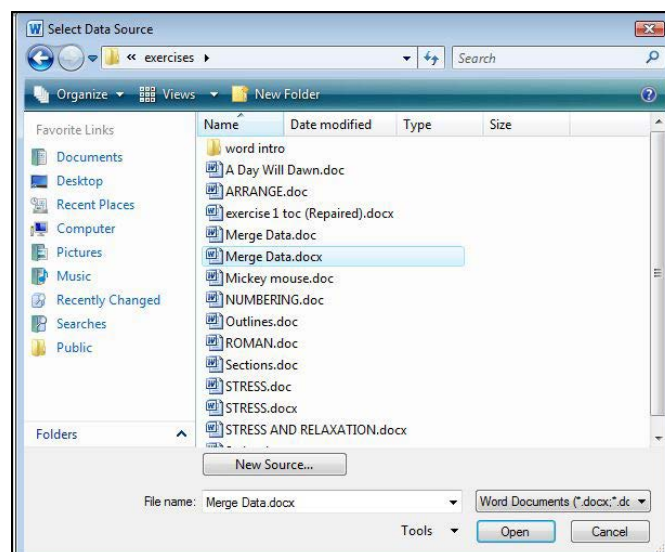 Select Data Source
« exercises
Search
Organize
Views
New Folder
Favorite Links
Documents
Desktop
Recent Places
Computer
Pictures
Music
Recently Changed
Searches
Public
Folders
Name Date modified Type Size
word intro
A Day Will Dawn.doc
ARRANGE.doc
exercise 1 toc (Repaired).docx
Merge Data.doc
Merge Data.docx
Mickey mouse.doc
NUMBERING.doc
Outlines.doc
ROMAN.doc
Sections.doc
STRESS.doc
STRESS.docx
STRESS AND RELAXATION.docx
New Source...
File name: Merge Data.docx
Word Documents (*.docx;*.dc
Tools
Open
Cancel